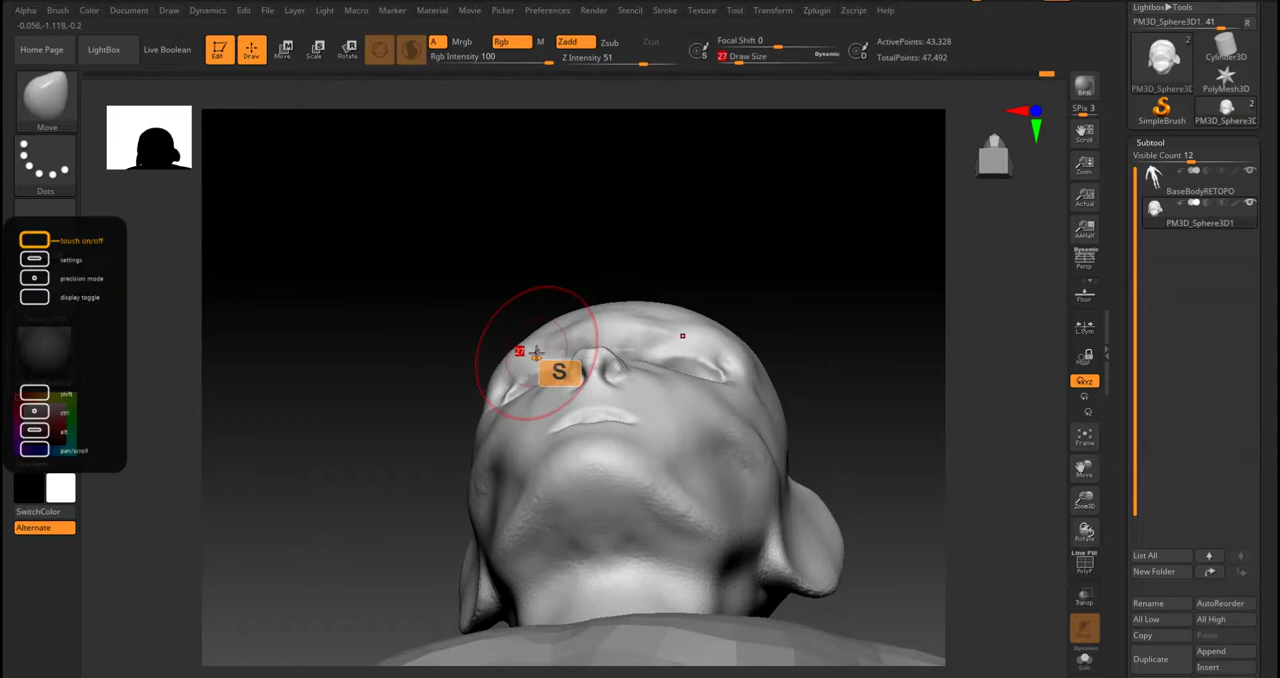 Alpha Brush Color Document Draw Dynamics Edit File Layer Light Macro Marker Material Movie Picker Preferences Render Stencil Stroke Texture Tool Transform Zplugin Zscript Help
-0.056,-1.118,-0.2
Home Page LightBox Live Boolean
Edit Draw Move Scale Rotate
A Mrgb Rgb M Zadd Zsub Zcut
Rgb Intensity 100 Z Intensity 51
S Focal Shift 0
27 Draw Size Dynamic D
ActivePoints: 43,328
TotalPoints: 47,492
Lightbox▶Tools
PM3D_Sphere3D1. 41 R
2
PM3D_Sphere3D Cylinder3D
PolyMesh3D
SimpleBrush
2
PM3D_Sphere3D
Subtool
Visible Count 12
BaseBodyRETOPO
PM3D_Sphere3D1
List All
New Folder
Rename AutoReorder
All Low All High
Copy Paste
Duplicate Append
Insert
Move
Dots
touch on/off
settings
precision mode
display toggle
shift
ctrl
alt
pan/scroll
SwitchColor
Alternate
27
S
BPR
SPix 3
Scroll
Zoom
Actual
AAHalf
Dynamic
Persp
Floor
L.Sym
XYZ
Frame
Move
Zoom3D
Rotate
Line Fill
PolyF
Transp
Dynamic
Solo